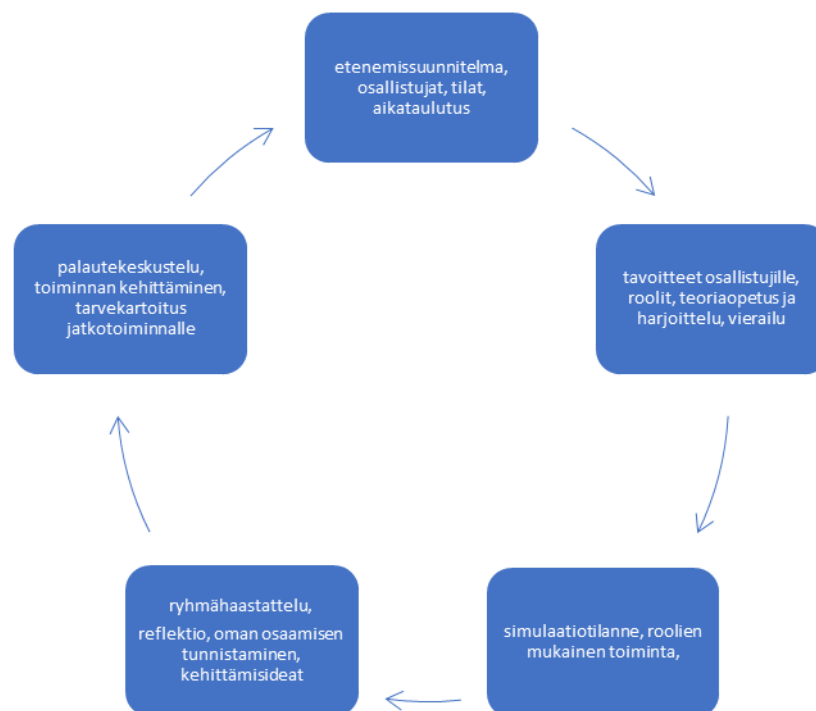 etenemissuunnitelma,
osallistujat, tilat,
aikataulutus
tavoitteet osallistujille,
roolit, teoriaopetus ja
harjoittelu, vierailu
simulaatiotilanne, roolien
mukainen toiminta,
ryhmähaastattelu,
reflektio, oman osaamisen
tunnistaminen,
kehittämisideat
palautekeskustelu,
toiminnan kehittäminen,
tarvekartoitus
jatkotoiminnalle